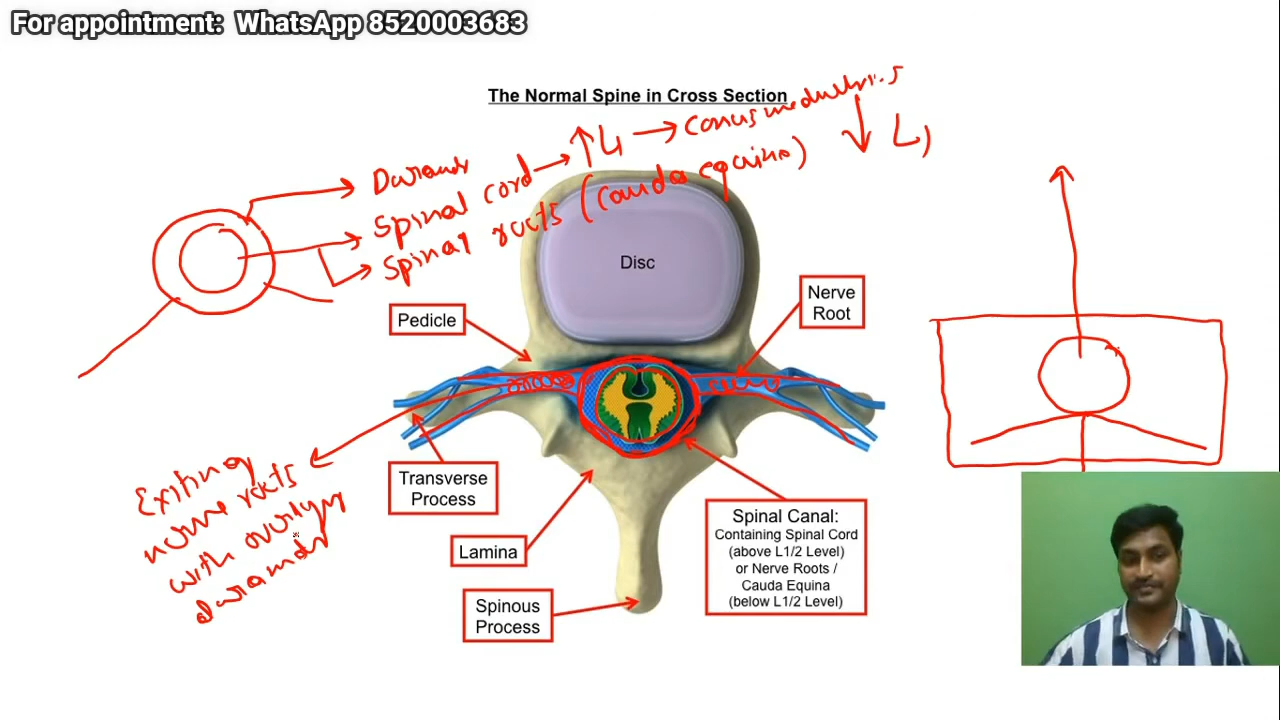 For appointment: WhatsApp 8520003683
The Normal Spine in Cross Section
Spinal cord → ↑ L1 → conus medullaris
↓ L1
Spinal roots (cauda equina)
Disc
Pedicle
Nerve
Root
Transverse
Process
Lamina
Spinous
Process
Spinal Canal:
Containing Spinal Cord
(above L1/2 Level)
or Nerve Roots /
Cauda Equina
(below L1/2 Level)
Exiting
nerve roots
with overlying